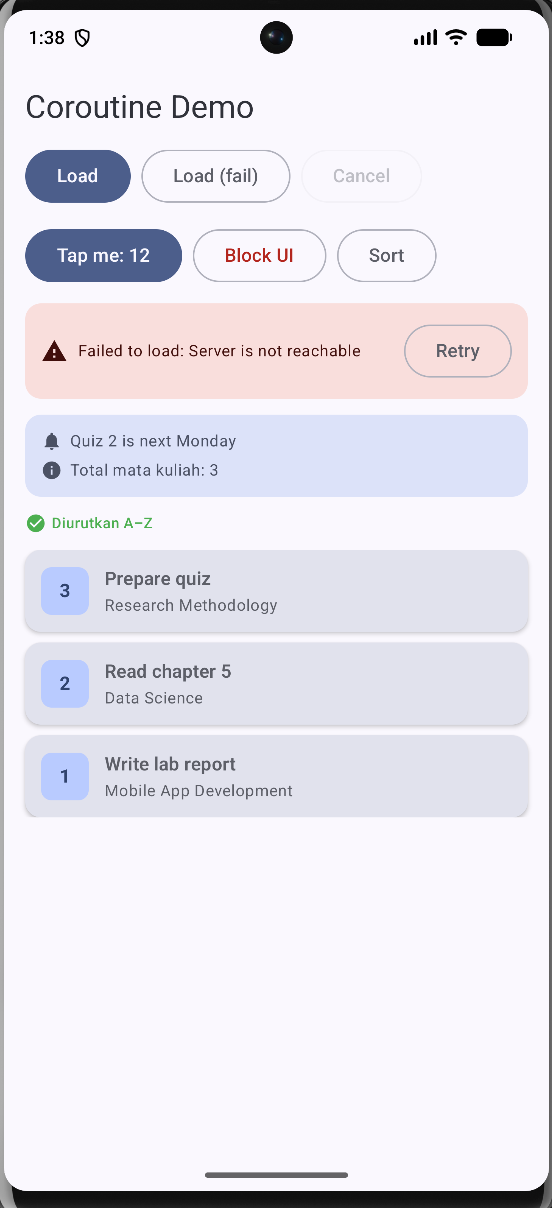 1:38
Coroutine Demo
Load
Load (fail)
Cancel
Tap me: 12
Block UI
Sort
Failed to load: Server is not reachable
Retry
Quiz 2 is next Monday
Total mata kuliah: 3
Diurutkan A–Z
3
Prepare quiz
Research Methodology
2
Read chapter 5
Data Science
1
Write lab report
Mobile App Development